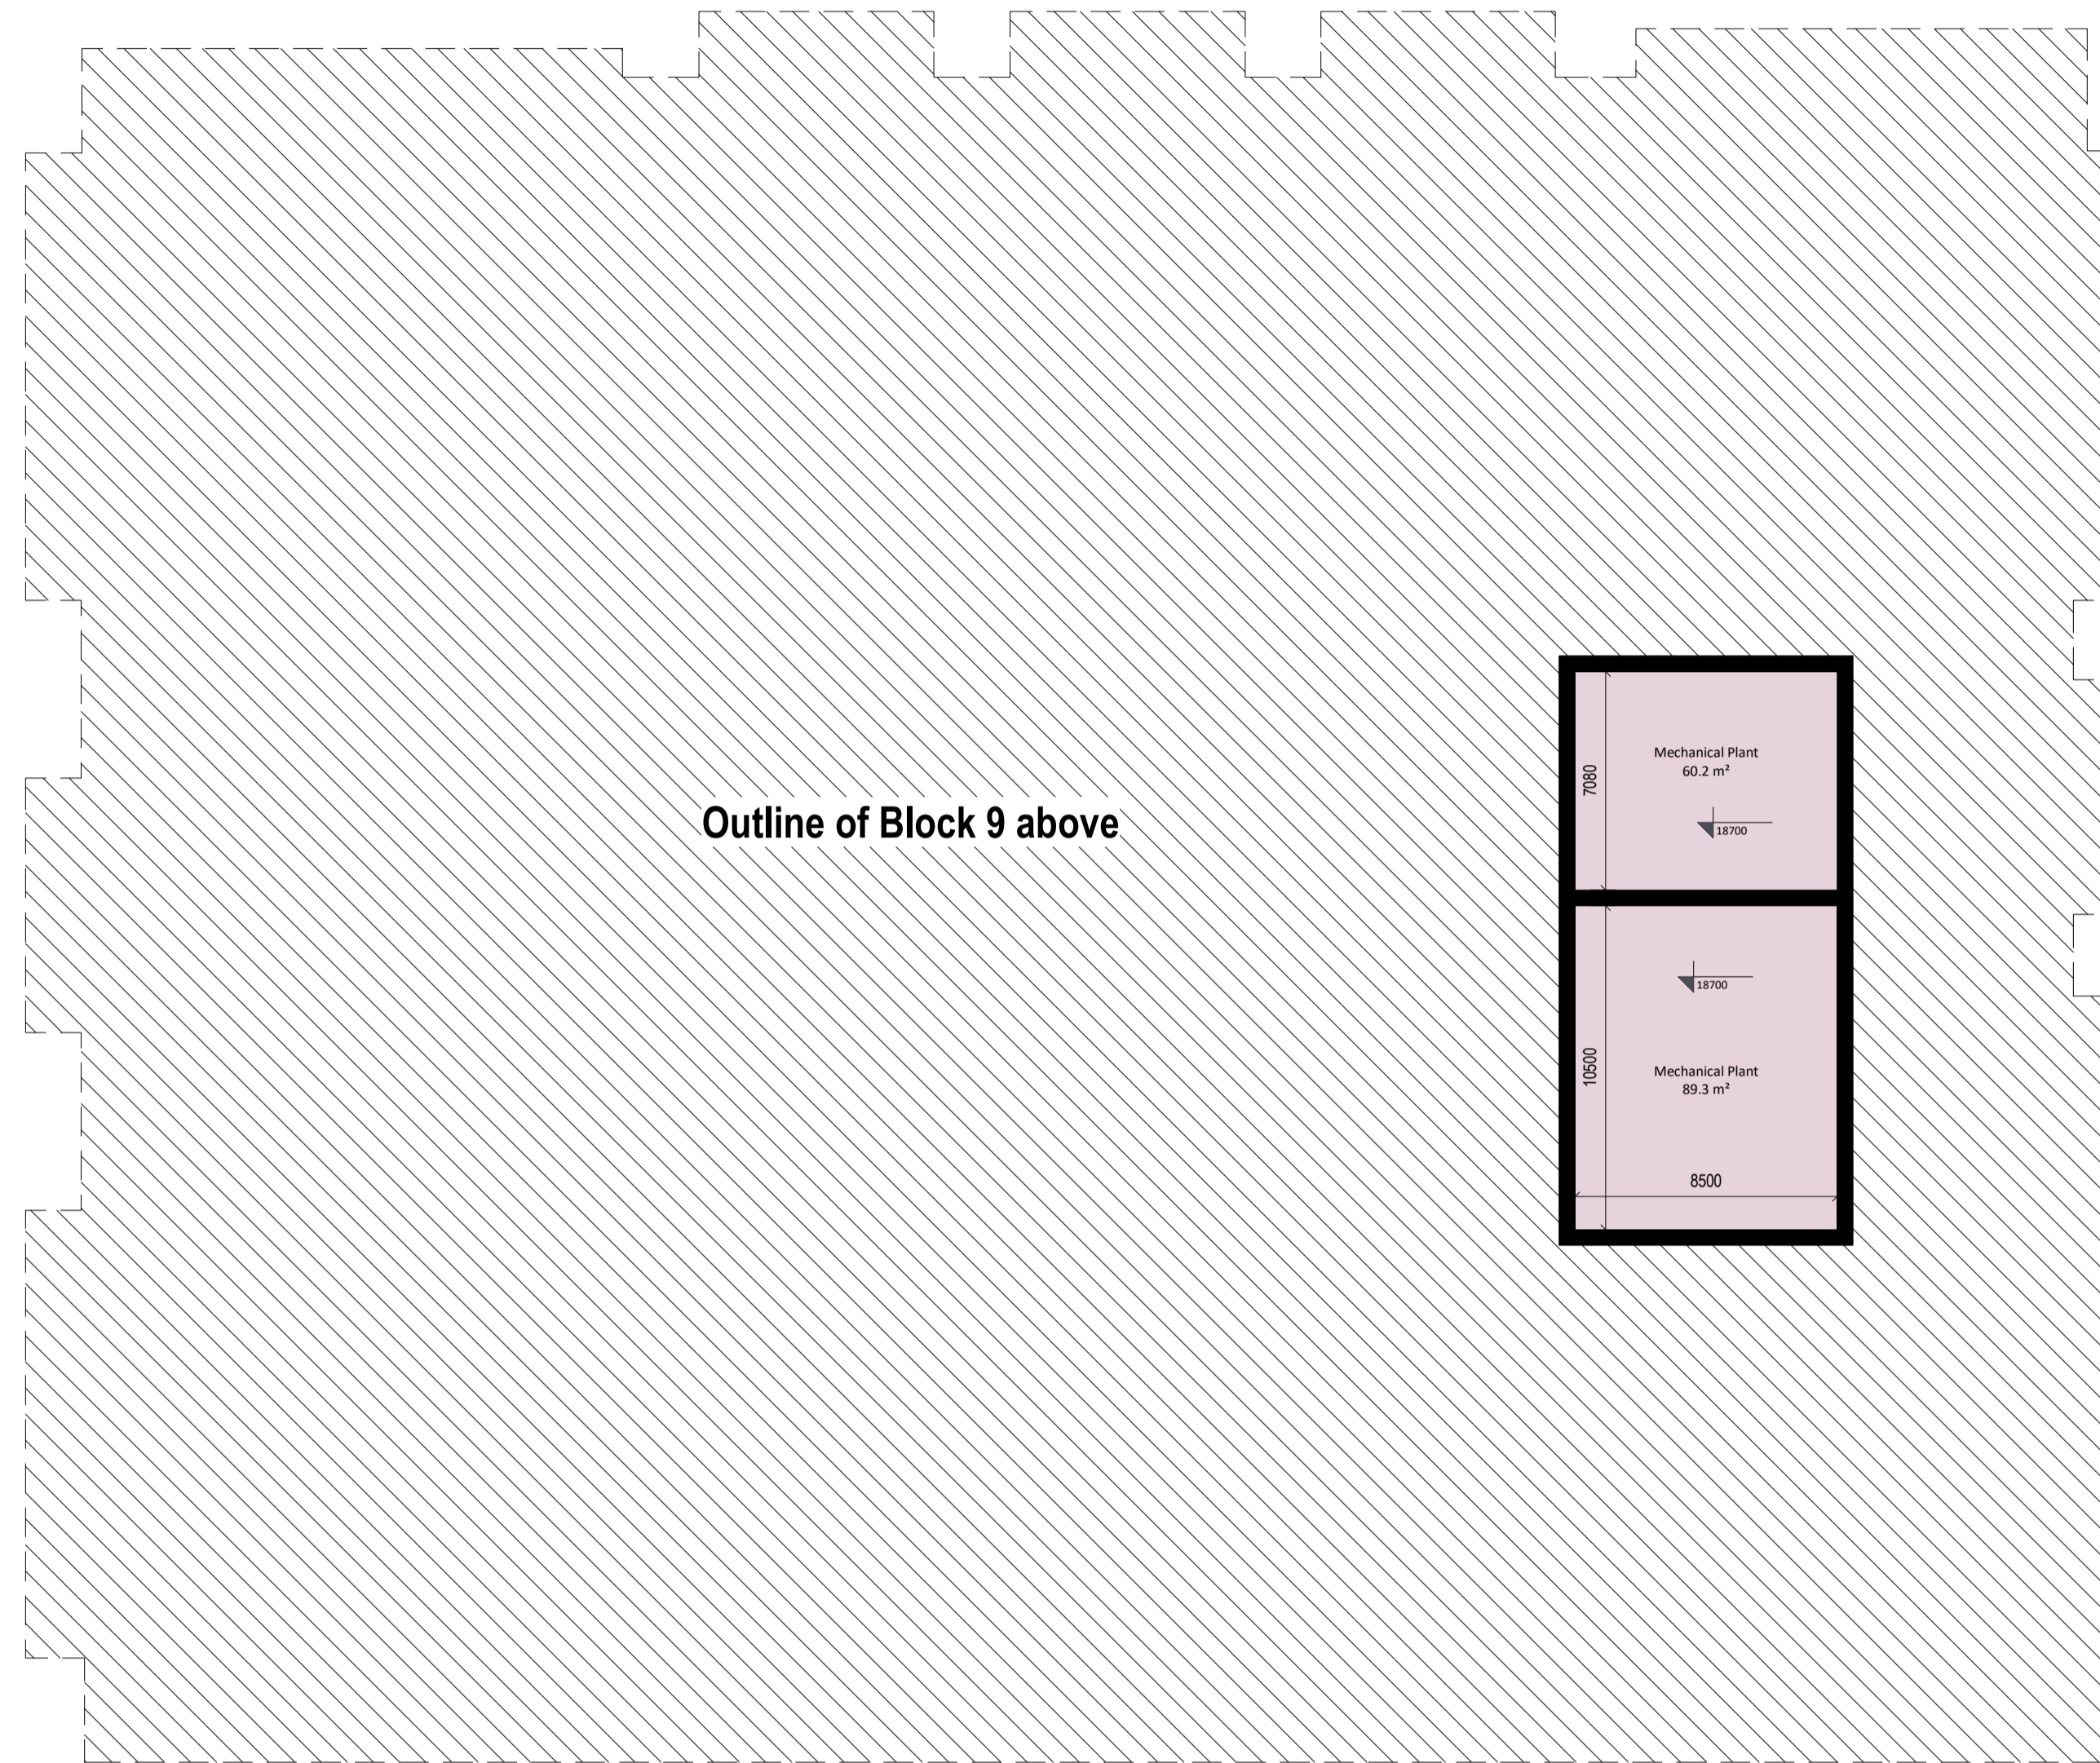 Mechanical Plant
60.2 m²
7080
18700
Outline of Block 9 above
18700
10500
Mechanical Plant
89.3 m²
8500